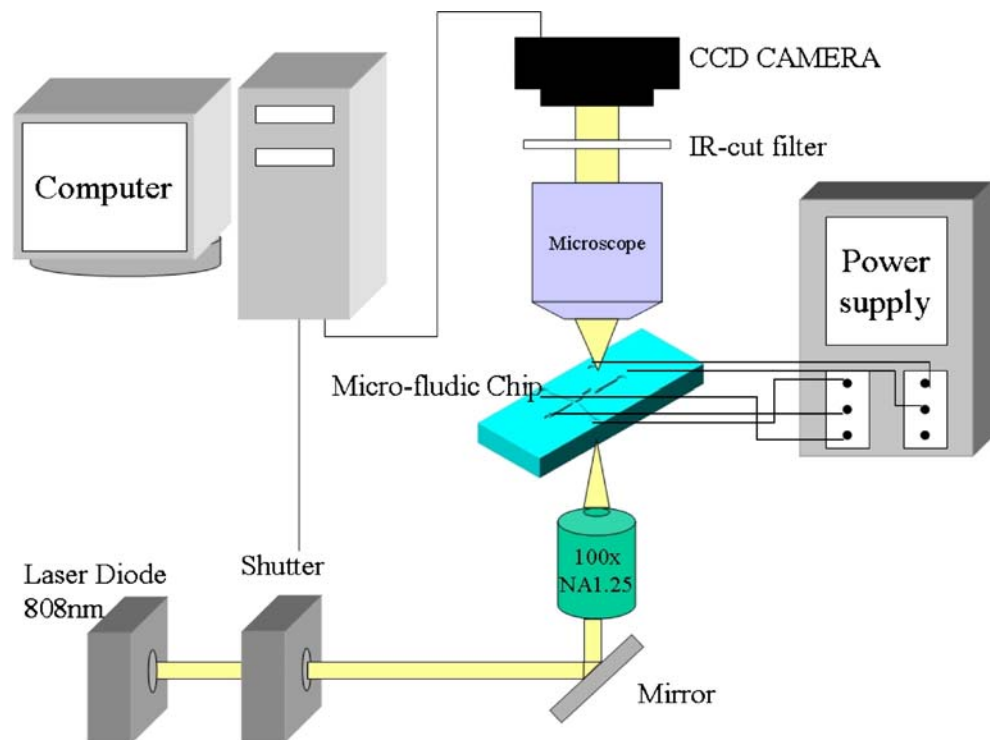 CCD CAMERA
IR-cut filter
Computer
Microscope
Power
supply
Micro-fludic Chip
100x
NA1.25
Laser Diode
808nm
Shutter
Mirror